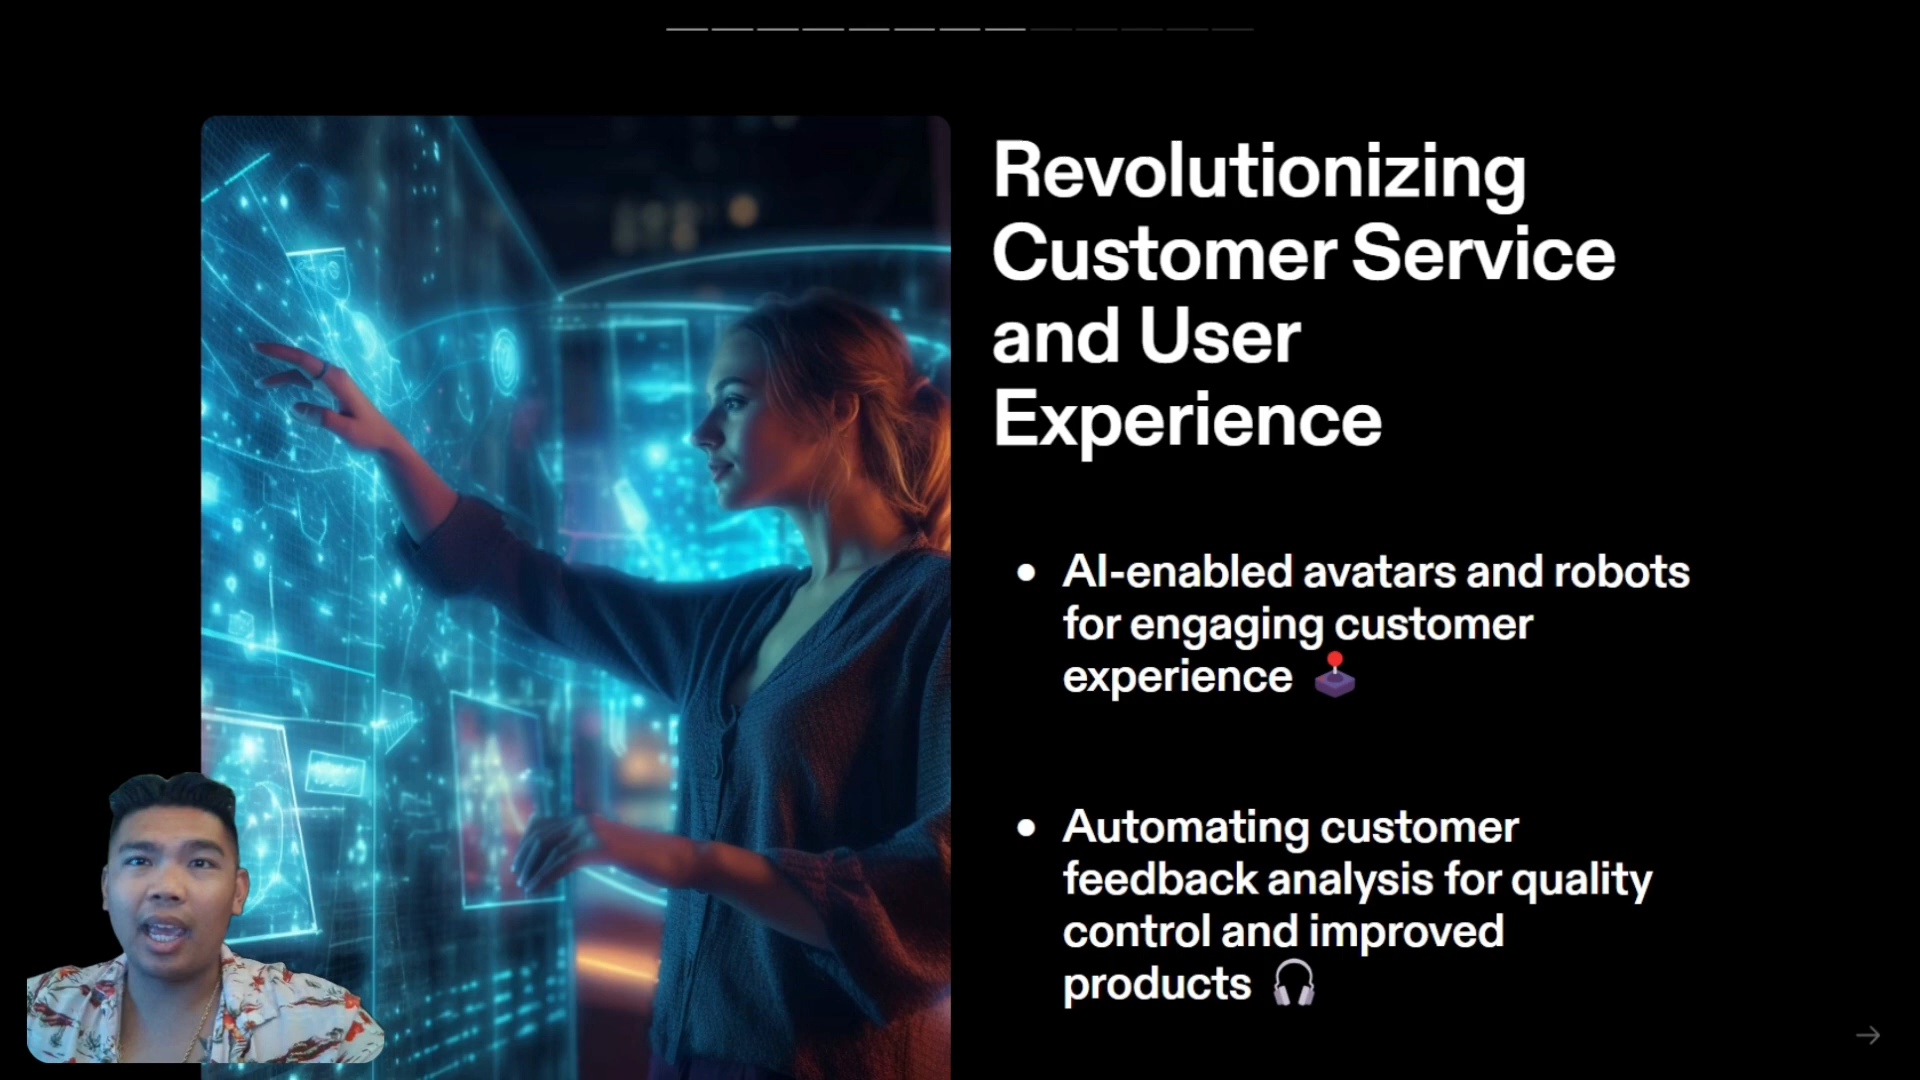 Revolutionizing
Customer Service
and User
Experience
• AI-enabled avatars and robots
for engaging customer
experience 🕹️
• Automating customer
feedback analysis for quality
control and improved
products 🎧